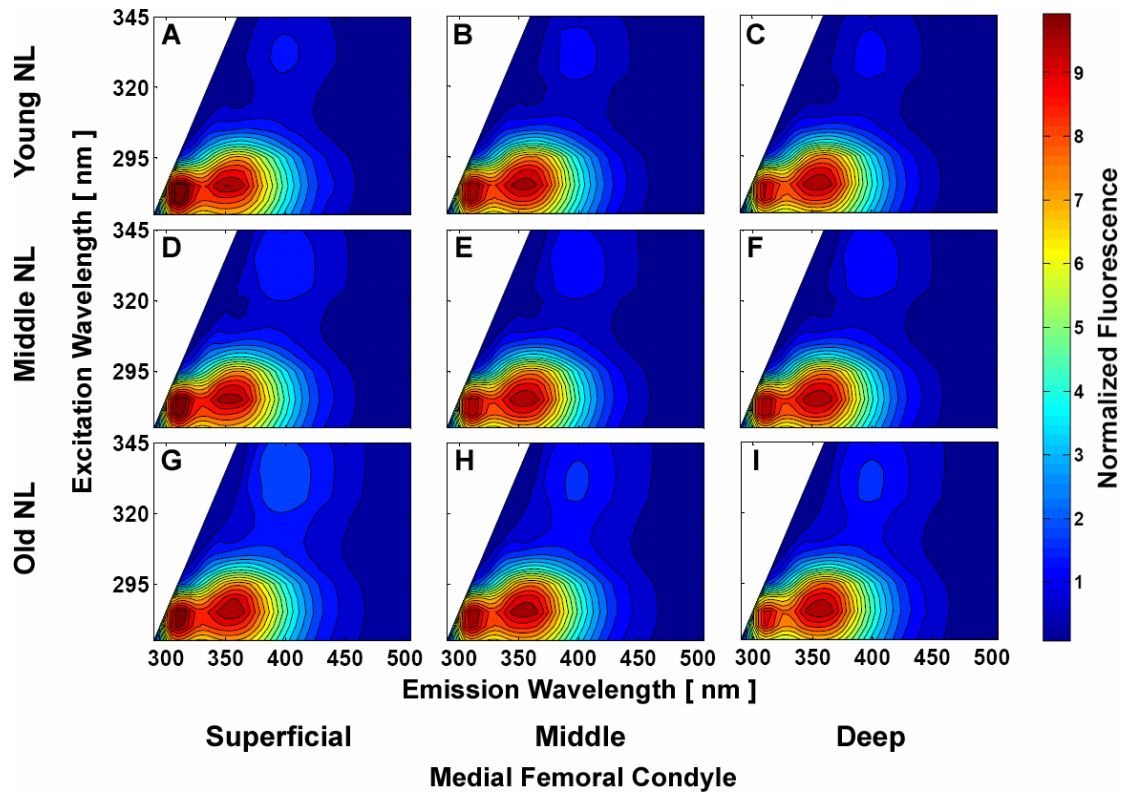 Young NL
Middle NL
Old NL
Excitation Wavelength [ nm ]
345
320
295
345
320
295
345
320
295
A
B
C
D
E
F
G
H
I
300 350 400 450 500
300 350 400 450 500
300 350 400 450 500
Emission Wavelength [ nm ]
Superficial
Middle
Deep
Medial Femoral Condyle
9
8
7
6
5
4
3
2
1
Normalized Fluorescence